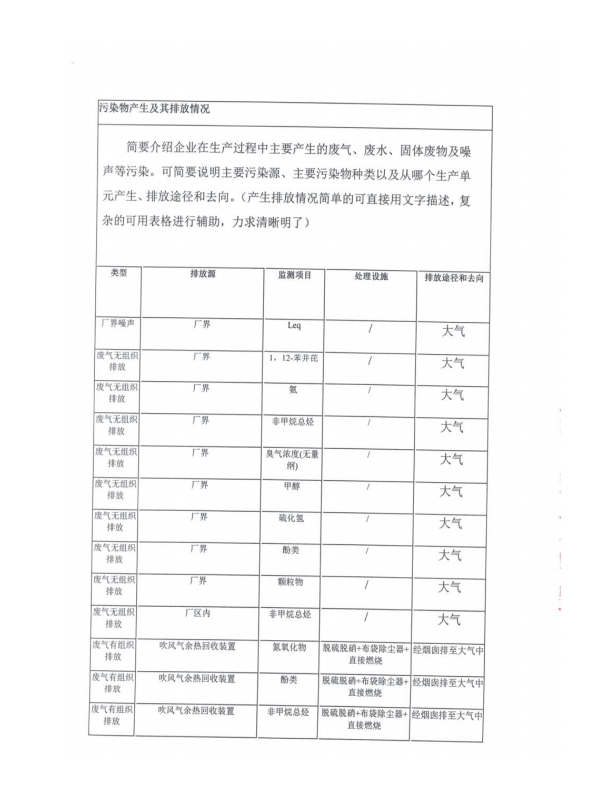 污染物产生及其排放情况
简要介绍企业在生产过程中主要产生的废气、废水、固体废物及噪
声等污染。可简要说明主要污染源、主要污染物种类以及从哪个生产单
元产生、排放途径和去向。（产生排放情况简单的可直接用文字描述，复
杂的可用表格进行辅助，力求清晰明了）
类型 排放源 监测项目 处理设施 排放途径和去向
厂界噪声 厂界 Leq / 大气
废气无组织排放 厂界 1，12-苯并芘 / 大气
废气无组织排放 厂界 氨 / 大气
废气无组织排放 厂界 非甲烷总烃 / 大气
废气无组织排放 厂界 臭气浓度(无量纲) / 大气
废气无组织排放 厂界 甲醇 / 大气
废气无组织排放 厂界 硫化氢 / 大气
废气无组织排放 厂界 酚类 / 大气
废气无组织排放 厂界 颗粒物 / 大气
废气无组织排放 厂区内 非甲烷总烃 / 大气
废气有组织排放 吹风气余热回收装置 氮氧化物 脱硫脱硝+布袋除尘器+直接燃烧 经烟囱排至大气中
废气有组织排放 吹风气余热回收装置 酚类 脱硫脱硝+布袋除尘器+直接燃烧 经烟囱排至大气中
废气有组织排放 吹风气余热回收装置 非甲烷总烃 脱硫脱硝+布袋除尘器+直接燃烧 经烟囱排至大气中